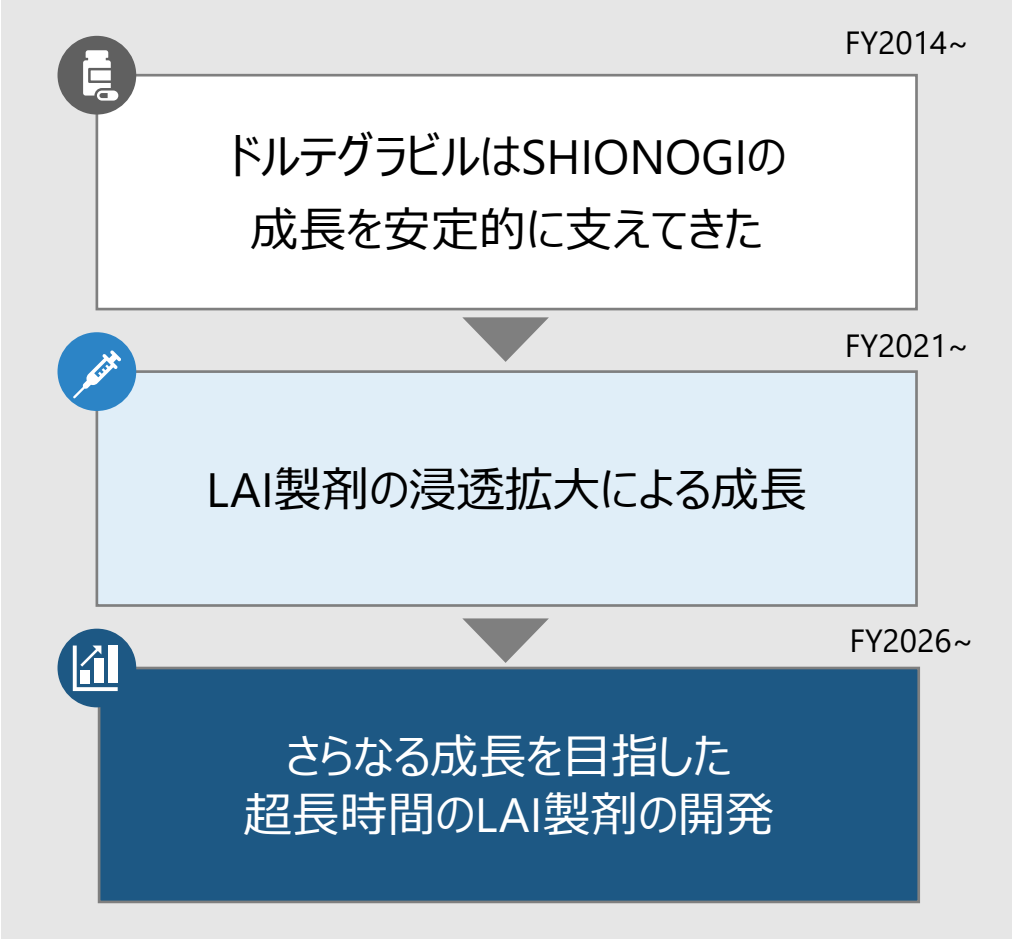 FY2014~
ドルテグラビルはSHIONOGIの
成長を安定的に支えてきた
FY2021~
LAI製剤の浸透拡大による成長
FY2026~
さらなる成長を目指した
超長時間のLAI製剤の開発